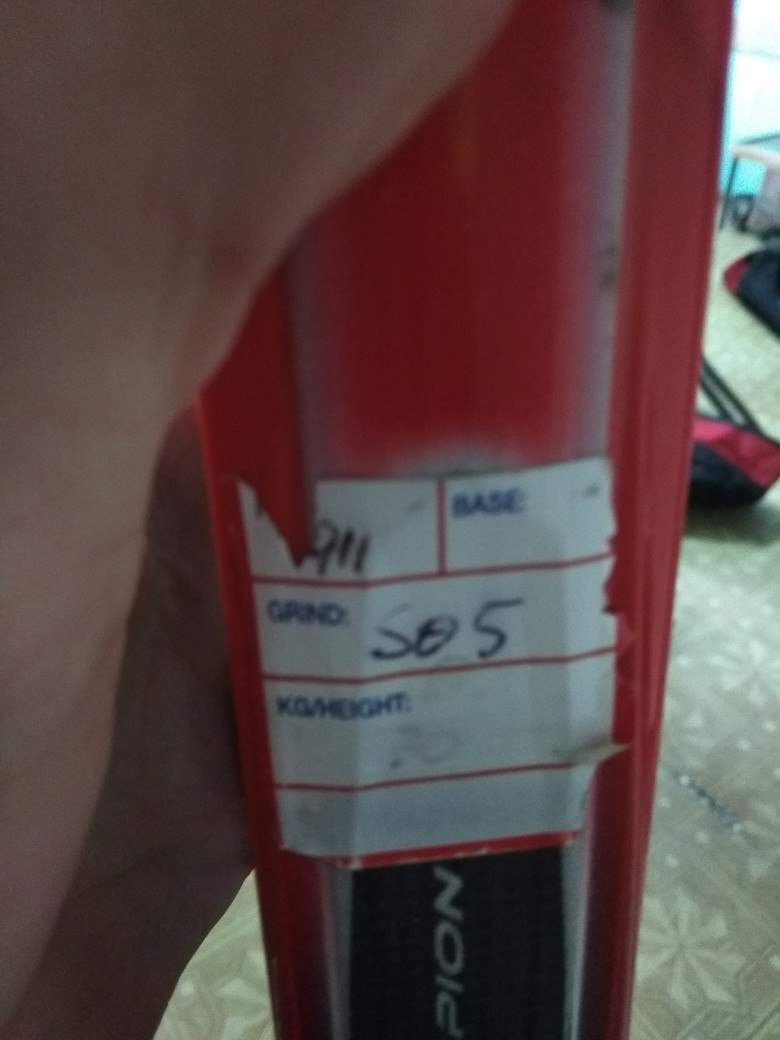 911
BASE:
GRIND: S05
KG/HEIGHT:
PION